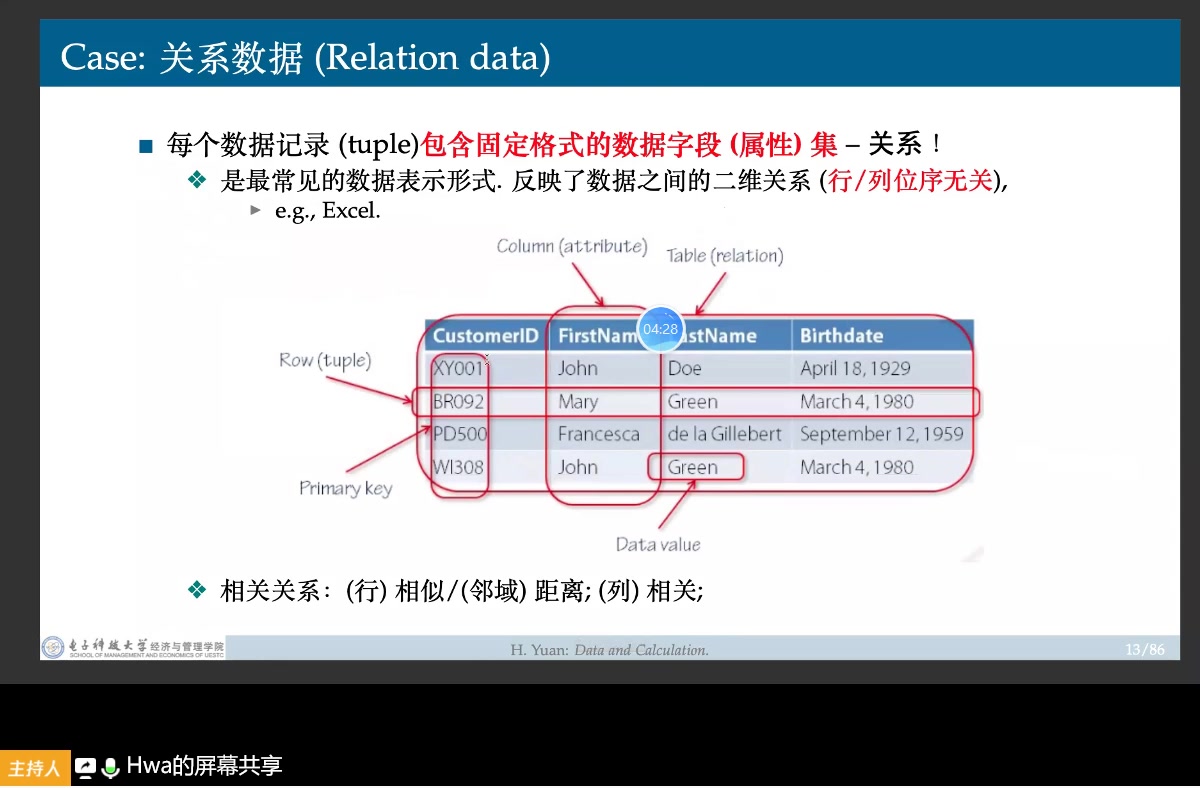 Case: 关系数据 (Relation data)
每个数据记录 (tuple)包含固定格式的数据字段 (属性) 集 – 关系！
是最常见的数据表示形式. 反映了数据之间的二维关系 (行/列位序无关),
e.g., Excel.
Column (attribute)
Table (relation)
Row (tuple)
Primary key
CustomerID FirstNam astName Birthdate
04:28
XY001 John Doe April 18, 1929
BR092 Mary Green March 4, 1980
PD500 Francesca de la Gillebert September 12, 1959
WI308 John Green March 4, 1980
Data value
相关关系：(行) 相似/(邻域) 距离; (列) 相关;
电子科技大学 经济与管理学院
SCHOOL OF MANAGEMENT AND ECONOMICS OF UESTC
H. Yuan: Data and Calculation.
13/86
主持人 Hwa的屏幕共享